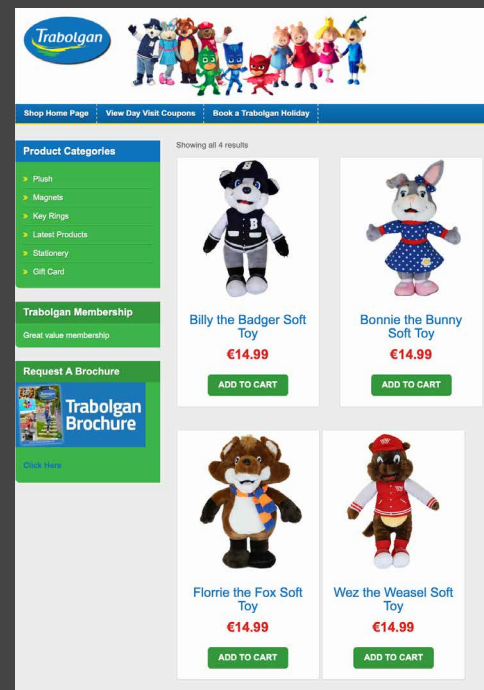 Trabolgan
Shop Home Page
View Day Visit Coupons
Book a Trabolgan Holiday
Product Categories
» Plush
» Magnets
» Key Rings
» Latest Products
» Stationery
» Gift Card
Trabolgan Membership
Great value membership
Request A Brochure
Trabolgan
Brochure
Click Here
Showing all 4 results
B
Billy the Badger Soft
Toy
€14.99
ADD TO CART
Bonnie the Bunny
Soft Toy
€14.99
ADD TO CART
Florrie the Fox Soft
Toy
€14.99
ADD TO CART
Wez the Weasel Soft
Toy
€14.99
ADD TO CART